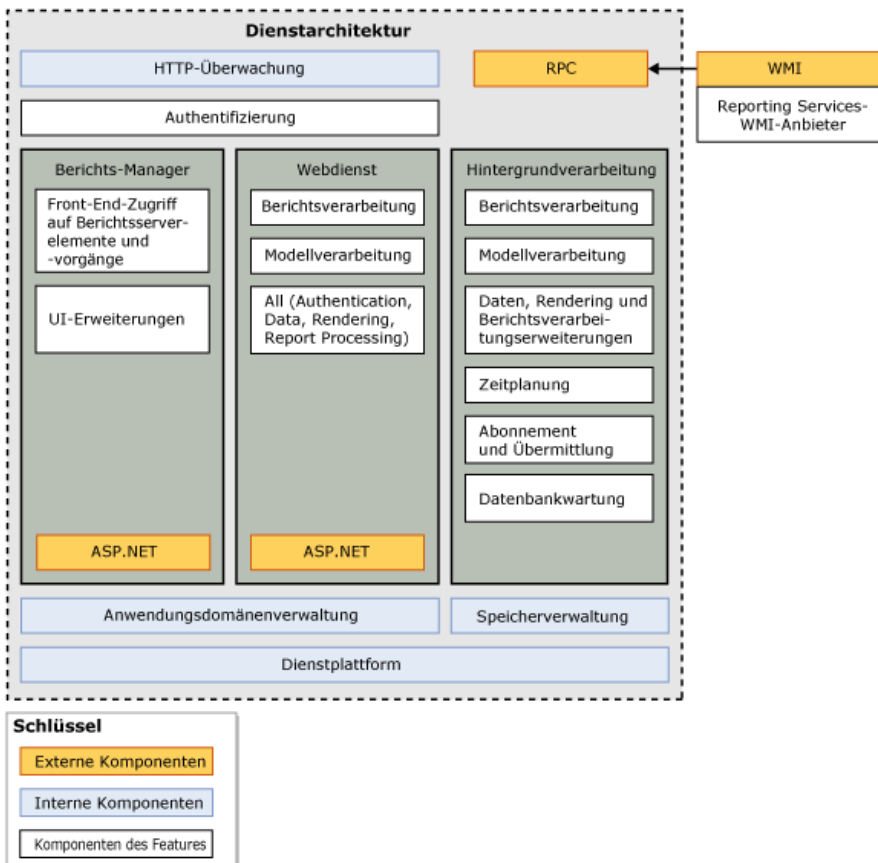 Dienstarchitektur
HTTP-Überwachung
RPC
WMI
Reporting Services-
WMI-Anbieter
Authentifizierung
Berichts-Manager
Front-End-Zugriff
auf Berichtsserver-
elemente und
-vorgänge
UI-Erweiterungen
ASP.NET
Webdienst
Berichtsverarbeitung
Modellverarbeitung
All (Authentication,
Data, Rendering,
Report Processing)
ASP.NET
Hintergrundverarbeitung
Berichtsverarbeitung
Modellverarbeitung
Daten, Rendering und
Berichtsverarbei-
tungserweiterungen
Zeitplanung
Abonnement
und Übermittlung
Datenbankwartung
Anwendungsdomänenverwaltung
Speicherverwaltung
Dienstplattform
Schlüssel
Externe Komponenten
Interne Komponenten
Komponenten des Features